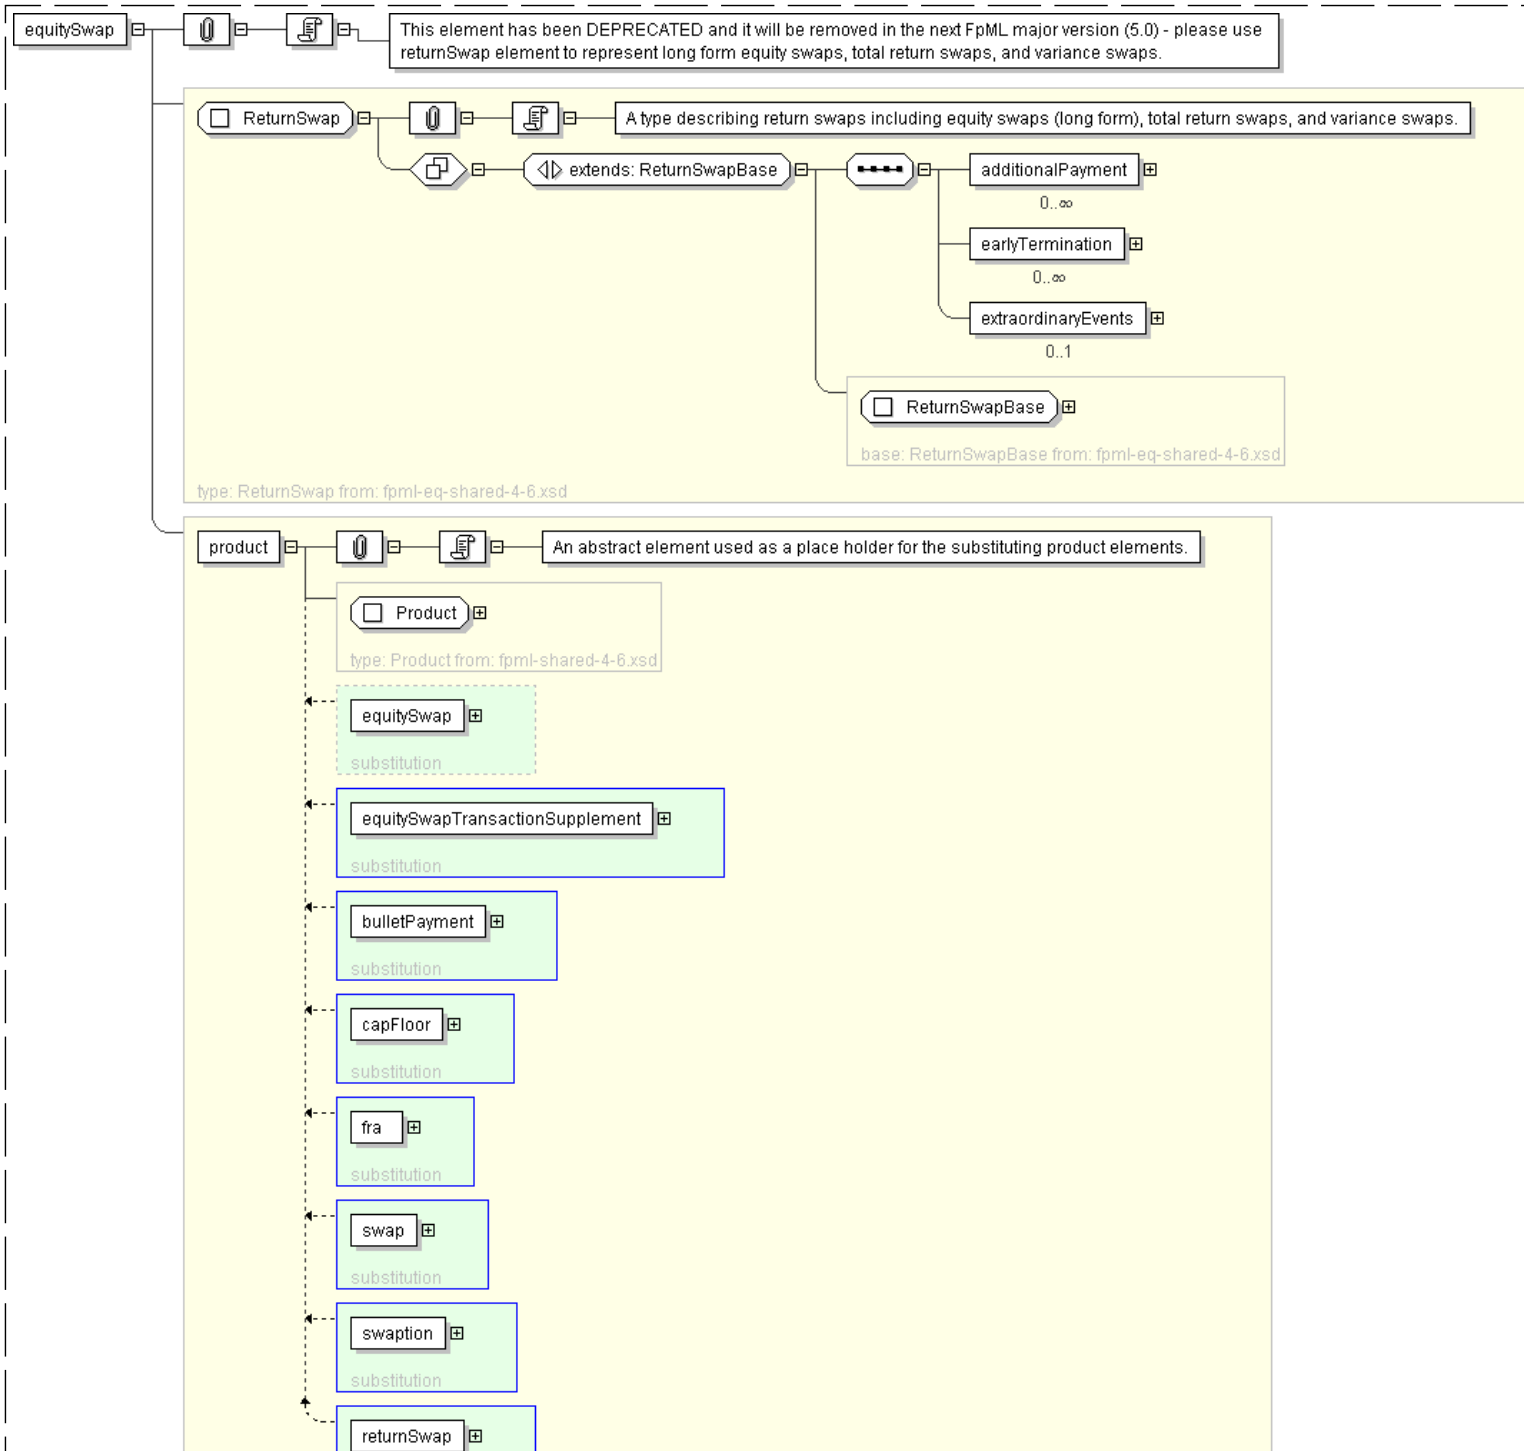 equitySwap
This element has been DEPRECATED and it will be removed in the next FpML major version (5.0) - please use
returnSwap element to represent long form equity swaps, total return swaps, and variance swaps.
ReturnSwap
A type describing return swaps including equity swaps (long form), total return swaps, and variance swaps.
extends: ReturnSwapBase
additionalPayment
0..∞
earlyTermination
0..∞
extraordinaryEvents
0..1
ReturnSwapBase
base: ReturnSwapBase from: fpml-eq-shared-4-6.xsd
type: ReturnSwap from: fpml-eq-shared-4-6.xsd
product
An abstract element used as a place holder for the substituting product elements.
Product
type: Product from: fpml-shared-4-6.xsd
equitySwap
substitution
equitySwapTransactionSupplement
substitution
bulletPayment
substitution
capFloor
substitution
fra
substitution
swap
substitution
swaption
substitution
returnSwap